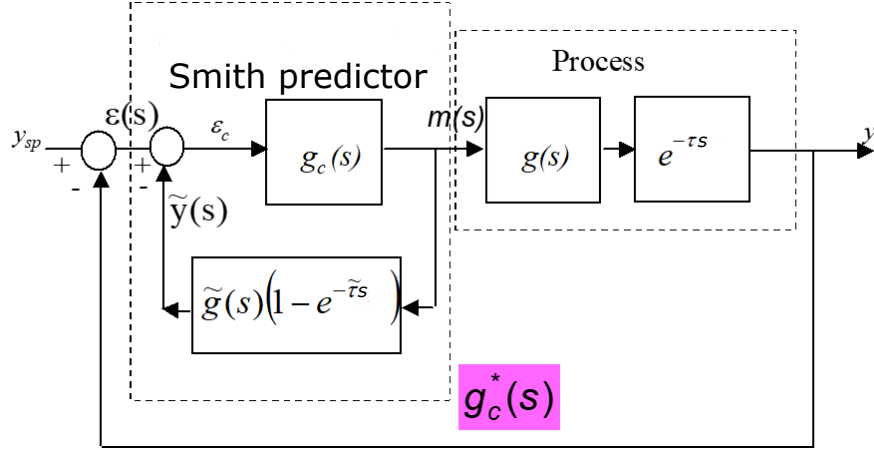 Smith predictor
Process
y_sp
+
-
ε(s)
+
-
ε_c
g_c(s)
m(s)
g(s)
e^{-τs}
y
ỹ(s)
g̃(s)(1 − e^{-τ̃s})
g_c^*(s)